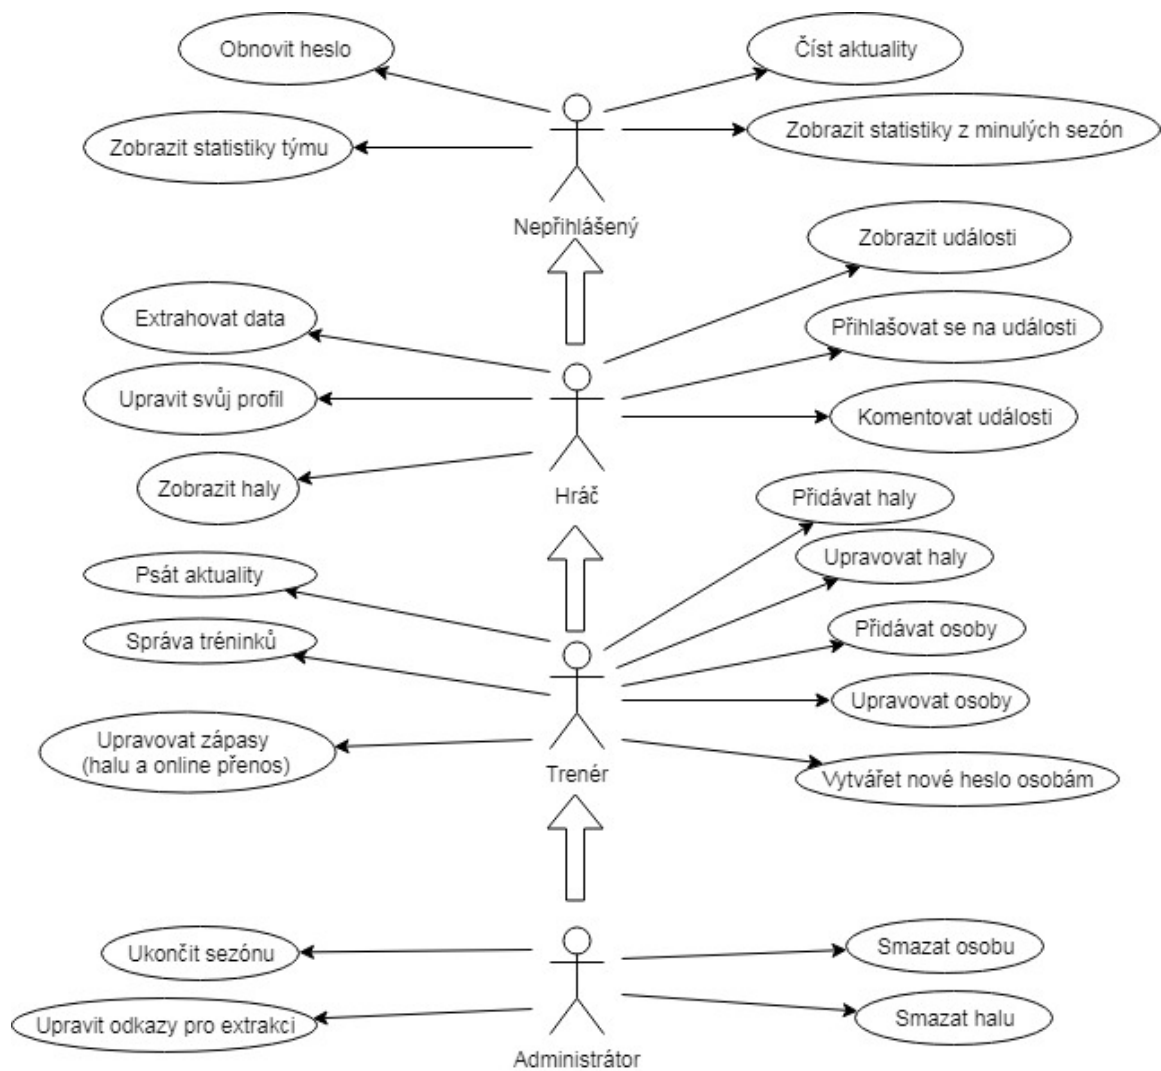 Obnovit heslo
Číst aktuality
Zobrazit statistiky týmu
Zobrazit statistiky z minulých sezón
Nepřihlášený
Zobrazit události
Extrahovat data
Přihlašovat se na události
Upravit svůj profil
Komentovat události
Zobrazit haly
Hráč
Přidávat haly
Upravovat haly
Psát aktuality
Přidávat osoby
Správa tréninků
Upravovat osoby
Upravovat zápasy
(halu a online přenos)
Trenér
Vytvářet nové heslo osobám
Ukončit sezónu
Smazat osobu
Upravit odkazy pro extrakci
Smazat halu
Administrátor